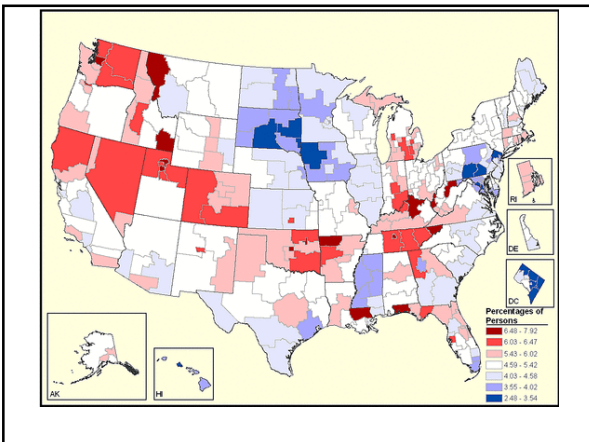 RI
DE
DC
AK
HI
Percentages of
Persons
6.48 - 7.92
6.03 - 6.47
5.43 - 6.02
4.59 - 5.42
4.03 - 4.58
3.55 - 4.02
2.48 - 3.54